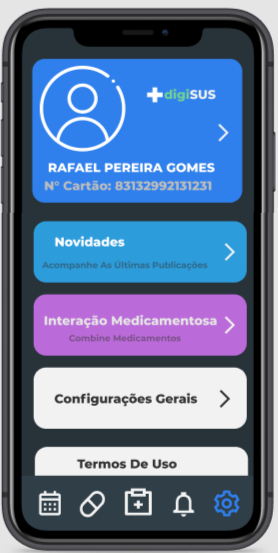 digiSUS
RAFAEL PEREIRA GOMES
N° Cartão: 83132992131231
Novidades
Acompanhe As Últimas Publicações
Interação Medicamentosa
Combine Medicamentos
Configurações Gerais
Termos De Uso